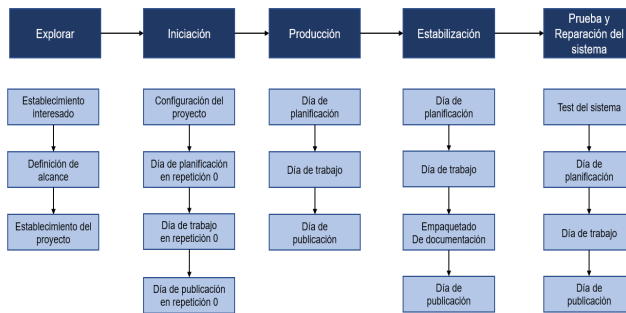 Explorar
Iniciación
Producción
Estabilización
Prueba y
Reparación del
sistema
Establecimiento
interesado
Definición de
alcance
Establecimiento del
proyecto
Configuración del
proyecto
Día de planificación
en repetición 0
Día de trabajo
en repetición 0
Día de publicación
en repetición 0
Día de
planificación
Día de trabajo
Día de
publicación
Día de
planificación
Día de trabajo
Empaquetado
De documentación
Día de
publicación
Test del sistema
Día de
planificación
Día de trabajo
Día de
publicación